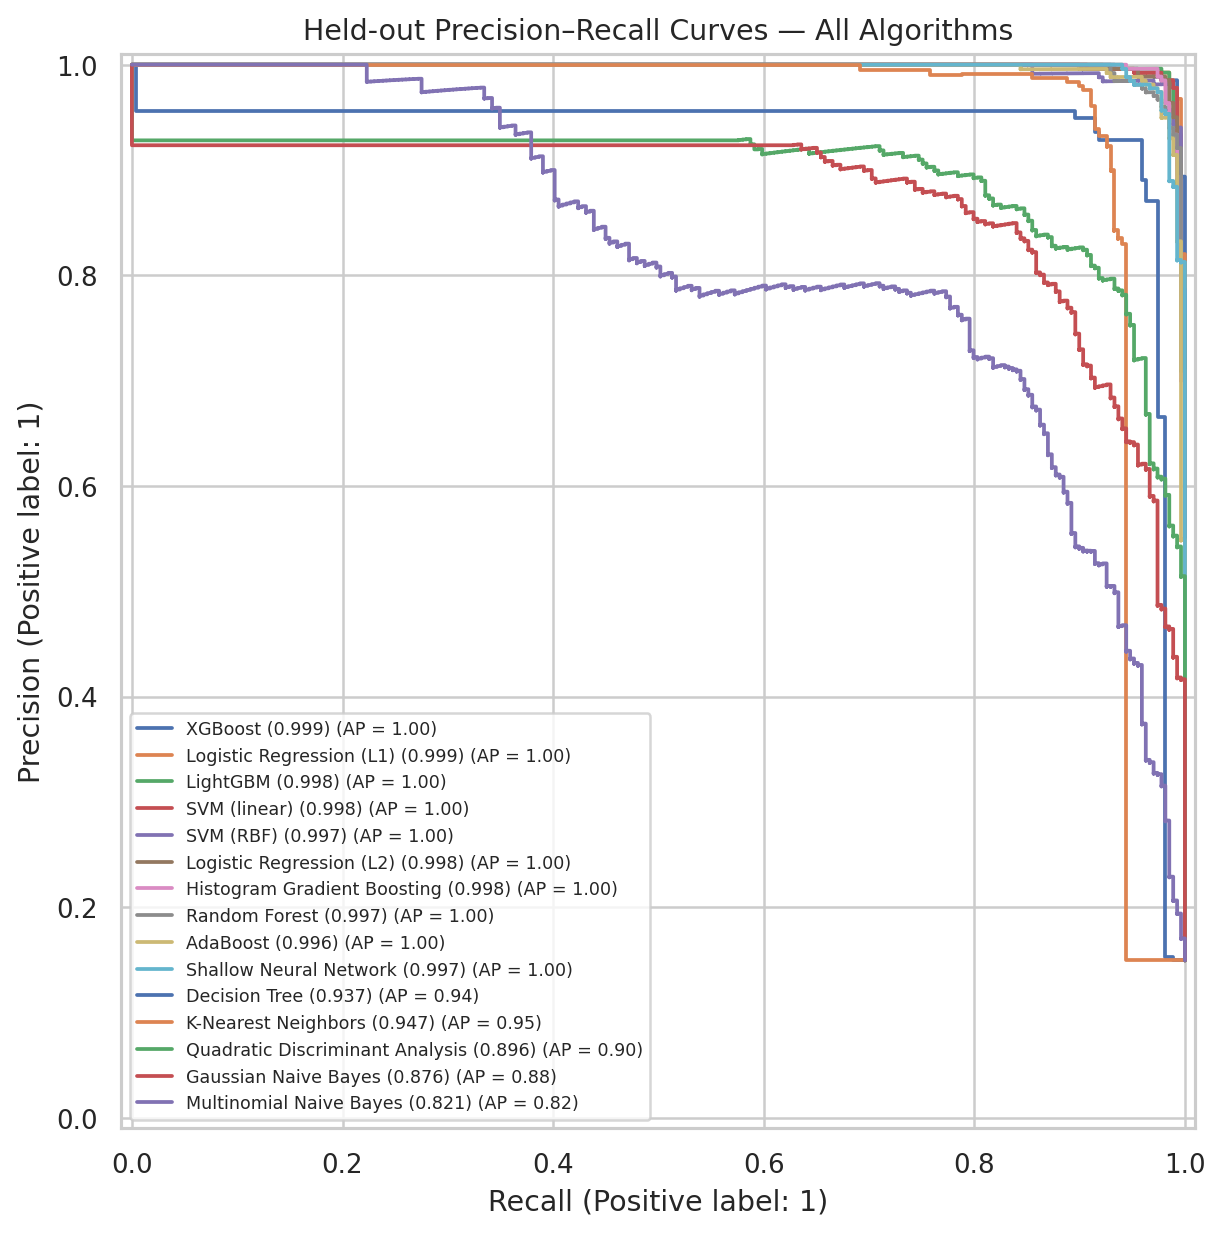 Held-out Precision–Recall Curves — All Algorithms
Precision (Positive label: 1)
1.0
0.8
0.6
0.4
0.2
0.0
XGBoost (0.999) (AP = 1.00)
Logistic Regression (L1) (0.999) (AP = 1.00)
LightGBM (0.998) (AP = 1.00)
SVM (linear) (0.998) (AP = 1.00)
SVM (RBF) (0.997) (AP = 1.00)
Logistic Regression (L2) (0.998) (AP = 1.00)
Histogram Gradient Boosting (0.998) (AP = 1.00)
Random Forest (0.997) (AP = 1.00)
AdaBoost (0.996) (AP = 1.00)
Shallow Neural Network (0.997) (AP = 1.00)
Decision Tree (0.937) (AP = 0.94)
K-Nearest Neighbors (0.947) (AP = 0.95)
Quadratic Discriminant Analysis (0.896) (AP = 0.90)
Gaussian Naive Bayes (0.876) (AP = 0.88)
Multinomial Naive Bayes (0.821) (AP = 0.82)
0.0 0.2 0.4 0.6 0.8 1.0
Recall (Positive label: 1)